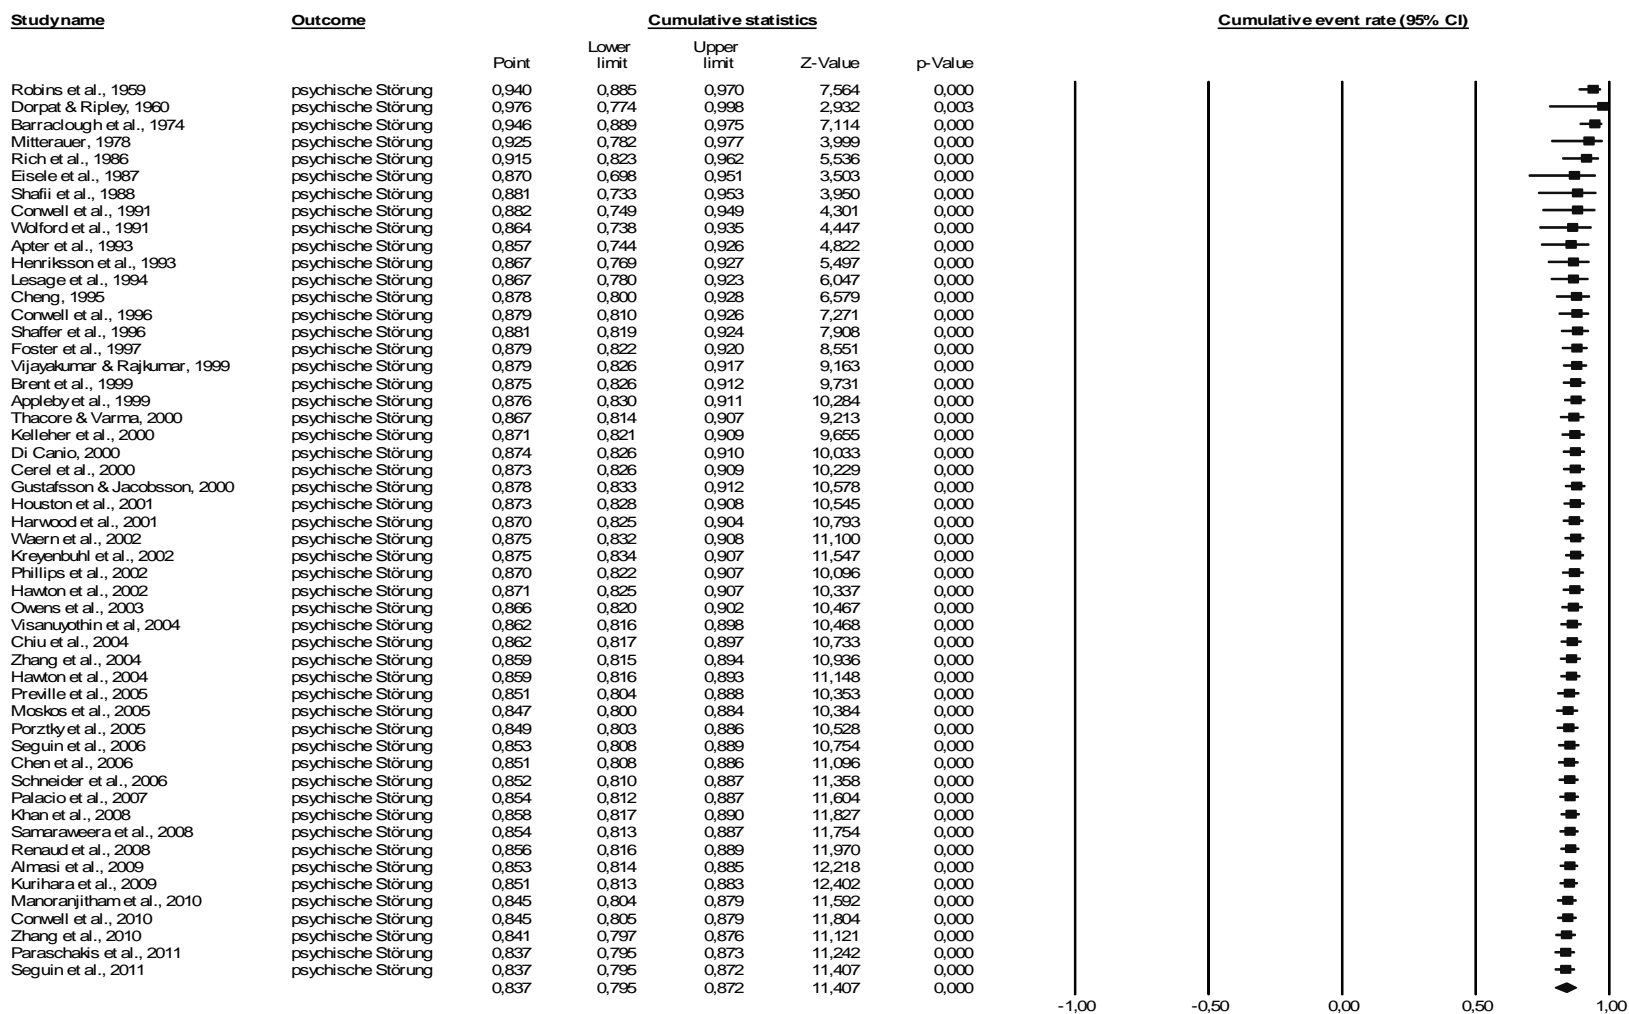 Studyname Outcome Cumulative statistics Cumulative event rate (95% CI)
Lower Upper
Point limit limit Z-Value p-Value
Robins et al., 1959 psychische Störung 0,940 0,885 0,970 7,564 0,000
Dorpat & Ripley, 1960 psychische Störung 0,976 0,774 0,998 2,932 0,003
Barraclough et al., 1974 psychische Störung 0,946 0,889 0,975 7,114 0,000
Mitterauer, 1978 psychische Störung 0,925 0,782 0,977 3,999 0,000
Rich et al., 1986 psychische Störung 0,915 0,823 0,962 5,536 0,000
Eisele et al., 1987 psychische Störung 0,870 0,698 0,951 3,503 0,000
Shafii et al., 1988 psychische Störung 0,881 0,733 0,953 3,950 0,000
Conwell et al., 1991 psychische Störung 0,882 0,749 0,949 4,301 0,000
Wolford et al., 1991 psychische Störung 0,864 0,738 0,935 4,447 0,000
Apter et al., 1993 psychische Störung 0,857 0,744 0,926 4,822 0,000
Henriksson et al., 1993 psychische Störung 0,867 0,769 0,927 5,497 0,000
Lesage et al., 1994 psychische Störung 0,867 0,780 0,923 6,047 0,000
Cheng, 1995 psychische Störung 0,878 0,800 0,928 6,579 0,000
Conwell et al., 1996 psychische Störung 0,879 0,810 0,926 7,271 0,000
Shaffer et al., 1996 psychische Störung 0,881 0,819 0,924 7,908 0,000
Foster et al., 1997 psychische Störung 0,879 0,822 0,920 8,551 0,000
Vijayakumar & Rajkumar, 1999 psychische Störung 0,879 0,826 0,917 9,163 0,000
Brent et al., 1999 psychische Störung 0,875 0,826 0,912 9,731 0,000
Appleby et al., 1999 psychische Störung 0,876 0,830 0,911 10,284 0,000
Thacore & Varma, 2000 psychische Störung 0,867 0,814 0,907 9,213 0,000
Kelleher et al., 2000 psychische Störung 0,871 0,821 0,909 9,655 0,000
Di Canio, 2000 psychische Störung 0,874 0,826 0,910 10,033 0,000
Cerel et al., 2000 psychische Störung 0,873 0,826 0,909 10,229 0,000
Gustafsson & Jacobsson, 2000 psychische Störung 0,878 0,833 0,912 10,578 0,000
Houston et al., 2001 psychische Störung 0,873 0,828 0,908 10,545 0,000
Harwood et al., 2001 psychische Störung 0,870 0,825 0,904 10,793 0,000
Waern et al., 2002 psychische Störung 0,875 0,832 0,908 11,100 0,000
Kreyenbuhl et al., 2002 psychische Störung 0,875 0,834 0,907 11,547 0,000
Phillips et al., 2002 psychische Störung 0,870 0,822 0,907 10,096 0,000
Hawton et al., 2002 psychische Störung 0,871 0,825 0,907 10,337 0,000
Owens et al., 2003 psychische Störung 0,866 0,820 0,902 10,467 0,000
Visanuyothin et al, 2004 psychische Störung 0,862 0,816 0,898 10,468 0,000
Chiu et al., 2004 psychische Störung 0,862 0,817 0,897 10,733 0,000
Zhang et al., 2004 psychische Störung 0,859 0,815 0,894 10,936 0,000
Hawton et al., 2004 psychische Störung 0,859 0,816 0,893 11,148 0,000
Preville et al., 2005 psychische Störung 0,851 0,804 0,888 10,353 0,000
Moskos et al., 2005 psychische Störung 0,847 0,800 0,884 10,384 0,000
Porztky et al., 2005 psychische Störung 0,849 0,803 0,886 10,528 0,000
Seguin et al., 2006 psychische Störung 0,853 0,808 0,889 10,754 0,000
Chen et al., 2006 psychische Störung 0,851 0,808 0,886 11,096 0,000
Schneider et al., 2006 psychische Störung 0,852 0,810 0,887 11,358 0,000
Palacio et al., 2007 psychische Störung 0,854 0,812 0,887 11,604 0,000
Khan et al., 2008 psychische Störung 0,858 0,817 0,890 11,827 0,000
Samaraweera et al., 2008 psychische Störung 0,854 0,813 0,887 11,754 0,000
Renaud et al., 2008 psychische Störung 0,856 0,816 0,889 11,970 0,000
Almasi et al., 2009 psychische Störung 0,853 0,814 0,885 12,218 0,000
Kurihara et al., 2009 psychische Störung 0,851 0,813 0,883 12,402 0,000
Manoranjitham et al., 2010 psychische Störung 0,845 0,804 0,879 11,592 0,000
Conwell et al., 2010 psychische Störung 0,845 0,805 0,879 11,804 0,000
Zhang et al., 2010 psychische Störung 0,841 0,797 0,876 11,121 0,000
Paraschakis et al., 2011 psychische Störung 0,837 0,795 0,873 11,242 0,000
Seguin et al., 2011 psychische Störung 0,837 0,795 0,872 11,407 0,000
0,837 0,795 0,872 11,407 0,000
-1,00 -0,50 0,00 0,50 1,00